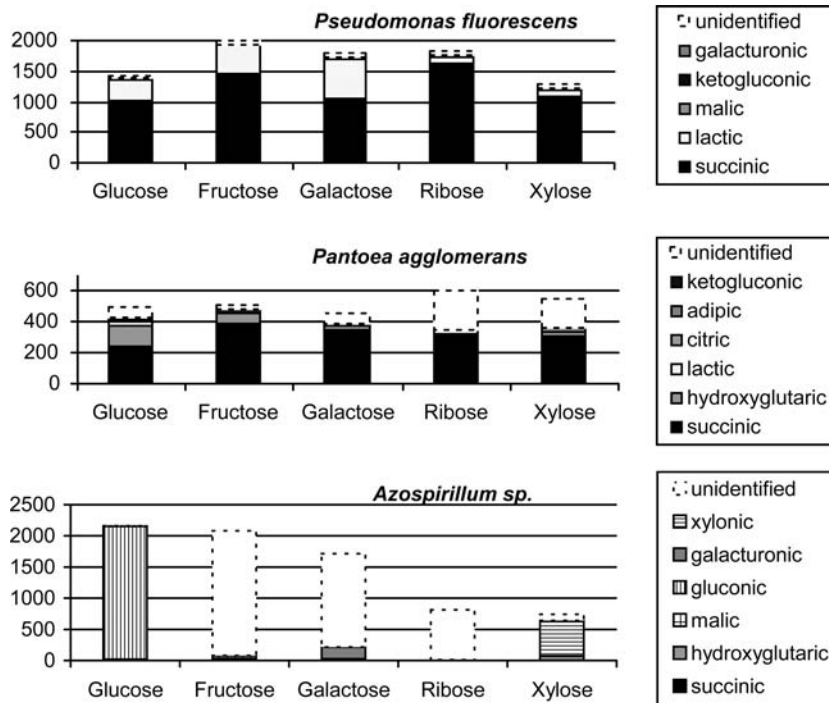 Pseudomonas fluorescens
2000
1500
1000
500
0
Glucose Fructose Galactose Ribose Xylose
unidentified
galacturonic
ketogluconic
malic
lactic
succinic
Pantoea agglomerans
600
400
200
0
Glucose Fructose Galactose Ribose Xylose
unidentified
ketogluconic
adipic
citric
lactic
hydroxyglutaric
succinic
Azospirillum sp.
2500
2000
1500
1000
500
0
Glucose Fructose Galactose Ribose Xylose
unidentified
xylonic
galacturonic
gluconic
malic
hydroxyglutaric
succinic